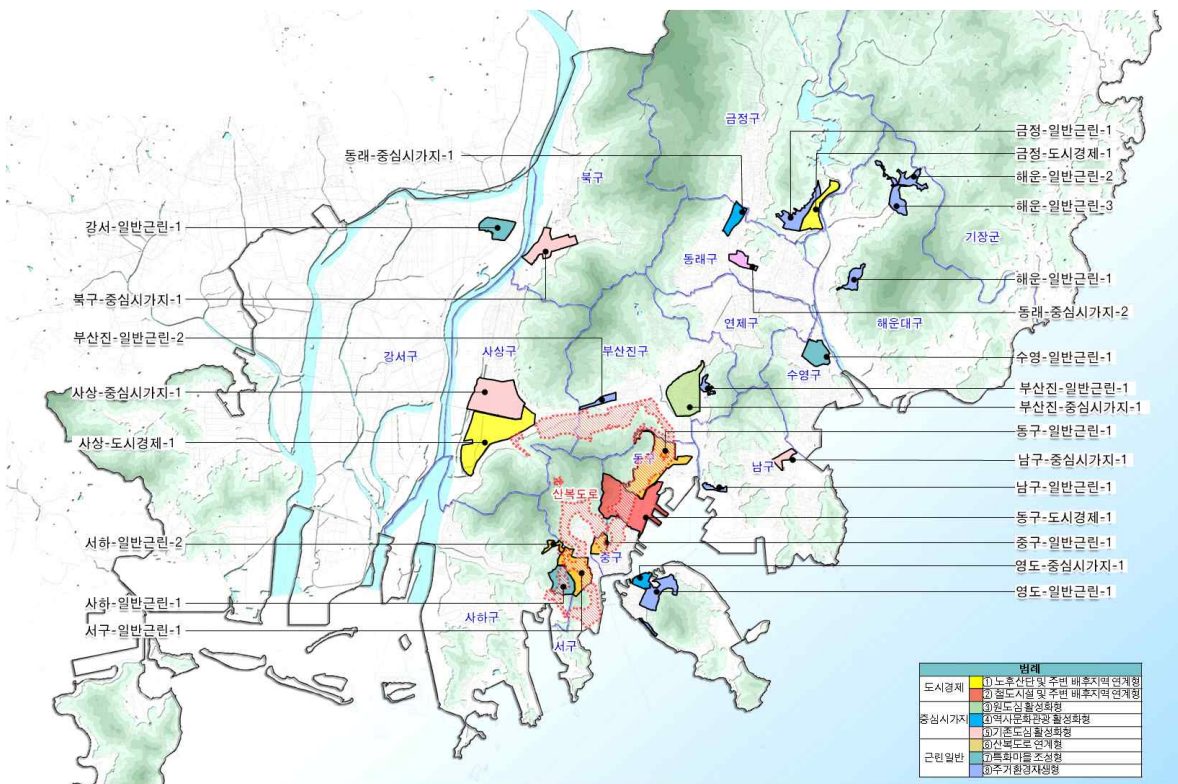 금정구
금정-일반근린-1
동래-중심시가지-1
금정-도시경제-1
북구
해운-일반근린-2
해운-일반근린-3
강서-일반근린-1
기장군
동래구
해운-일반근린-1
북구-중심시가지-1
동래-중심시가지-2
연제구
해운대구
부산진-일반근린-2
강서구
사상구
부산진구
수영-일반근린-1
수영구
사상-중심시가지-1
부산진-일반근린-1
부산진-중심시가지-1
사상-도시경제-1
동구-일반근린-1
동구
남구
남구-중심시가지-1
산복도로
남구-일반근린-1
동구-도시경제-1
서하-일반근린-2
중구-일반근린-1
중구
영도-중심시가지-1
영도-일반근린-1
사하-일반근린-1
사하구
서구-일반근린-1
서구
범례
도시경제
①노후산단 및 주변 배후지역 연계형
②철도시설 및 주변 배후지역 연계형
중심시가지
③원도심 활성화형
④역사문화관광 활성화형
⑤기존도심 활성화형
근린일반
⑥산복도로 연계형
⑦특화마을 조성형
⑧주거환경재생형